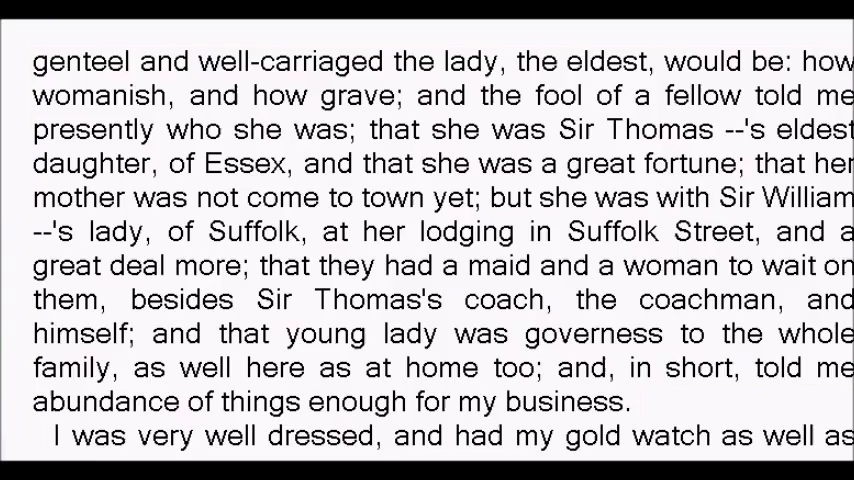 genteel and well-carriaged the lady, the eldest, would be: how
womanish, and how grave; and the fool of a fellow told me
presently who she was; that she was Sir Thomas --'s eldest
daughter, of Essex, and that she was a great fortune; that her
mother was not come to town yet; but she was with Sir William
--'s lady, of Suffolk, at her lodging in Suffolk Street, and a
great deal more; that they had a maid and a woman to wait on
them, besides Sir Thomas's coach, the coachman, and
himself; and that young lady was governess to the whole
family, as well here as at home too; and, in short, told me
abundance of things enough for my business.
I was very well dressed, and had my gold watch as well as